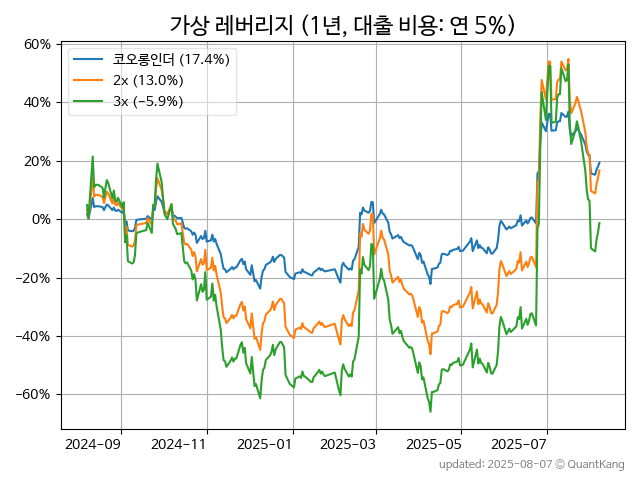 가상 레버리지 (1년, 대출 비용: 연 5%)
코오롱인더 (17.4%)
2x (13.0%)
3x (−5.9%)
60%
40%
20%
0%
−20%
−40%
−60%
2024-09
2024-11
2025-01
2025-03
2025-05
2025-07
updated: 2025-08-07 © QuantKang